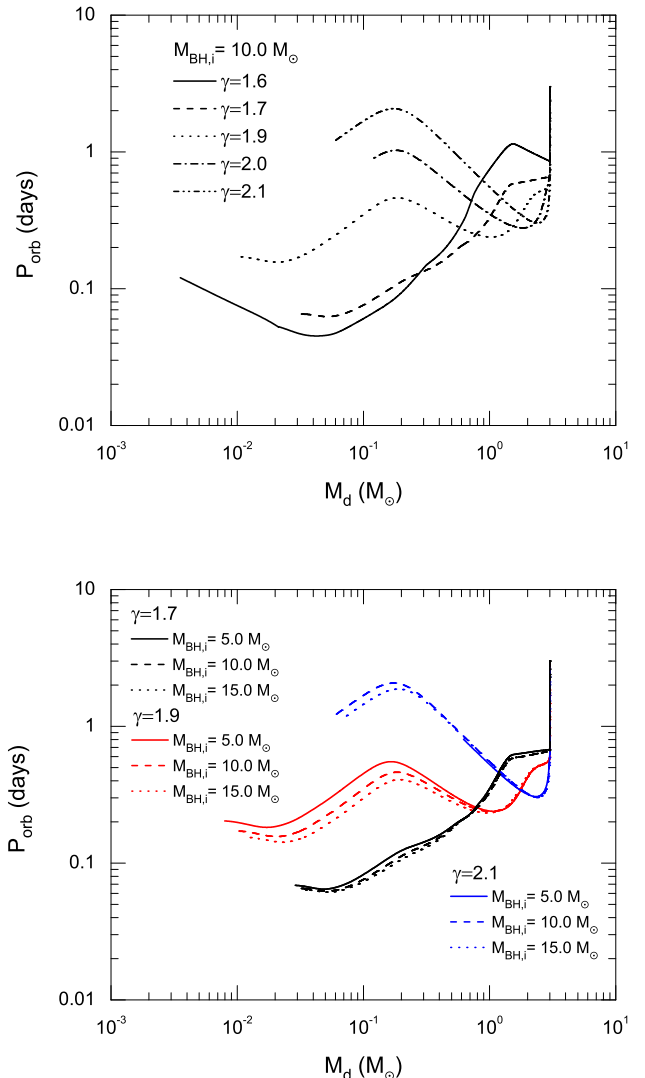 10
1
0.1
0.01
P_orb (days)
M_BH,i= 10.0 M_⊙
γ=1.6
γ=1.7
γ=1.9
γ=2.0
γ=2.1
10^-3 10^-2 10^-1 10^0 10^1
M_d (M_⊙)
10
1
0.1
0.01
P_orb (days)
γ=1.7
M_BH,i= 5.0 M_⊙
M_BH,i= 10.0 M_⊙
M_BH,i= 15.0 M_⊙
γ=1.9
M_BH,i= 5.0 M_⊙
M_BH,i= 10.0 M_⊙
M_BH,i= 15.0 M_⊙
γ=2.1
M_BH,i= 5.0 M_⊙
M_BH,i= 10.0 M_⊙
M_BH,i= 15.0 M_⊙
10^-3 10^-2 10^-1 10^0 10^1
M_d (M_⊙)